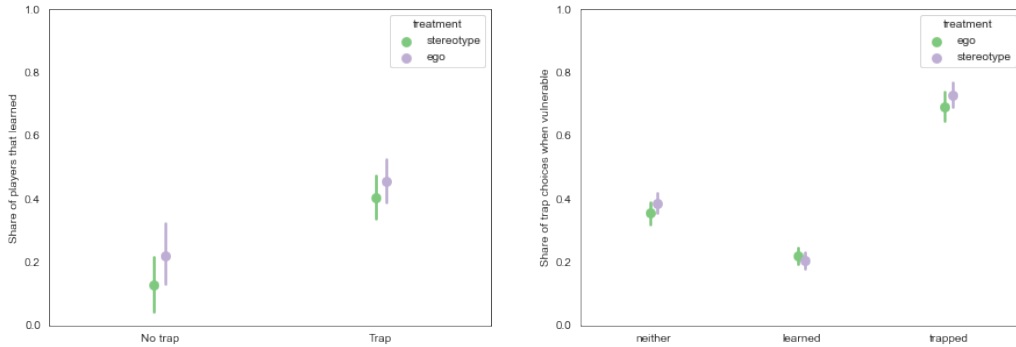 Share of players that learned
1.0
0.8
0.6
0.4
0.2
0.0
treatment
stereotype
ego
No trap
Trap
Share of trap choices when vulnerable
1.0
0.8
0.6
0.4
0.2
0.0
treatment
ego
stereotype
neither
learned
trapped